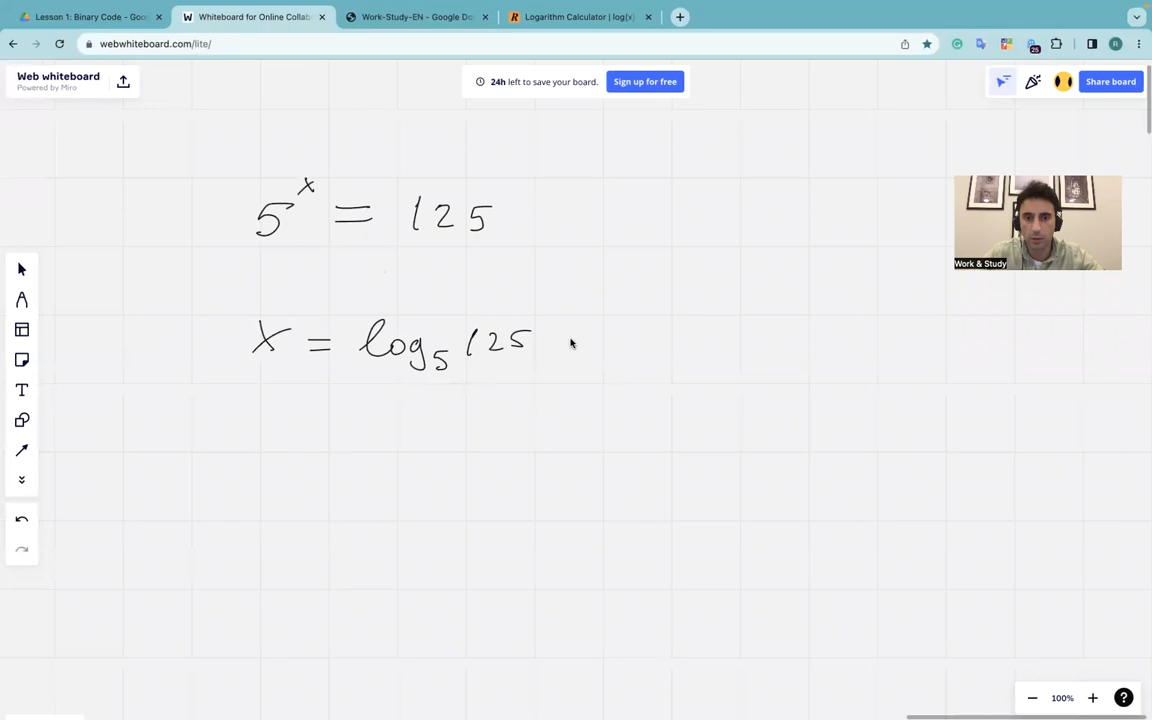 Lesson 1: Binary Code - Goo
Whiteboard for Online Collab
Work-Study-EN - Google Do
Logarithm Calculator | log(x)
webwhiteboard.com/lite/
25
R
Web whiteboard
Powered by Miro
24h left to save your board.
Sign up for free
Share board
5^x = 125
x = log_5 125
Work & Study
T
100%
?